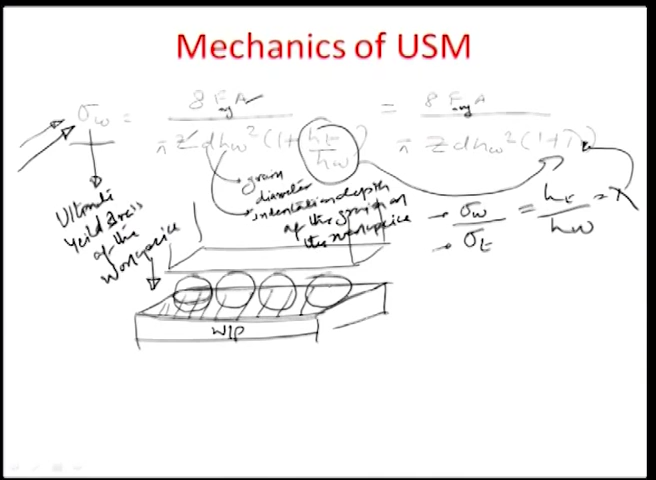 Mechanics of USM
σw = 8 Favg A / π Z d hw² (1 + ht/hw) = 8 Favg A / π Z d hw² (1+λ)
grain
diameter
indentation depth
of the grain on
the workpiece
Ultimate
Yeild stress
of the
workpiece
σw / σt = ht / hw = λ
W/P